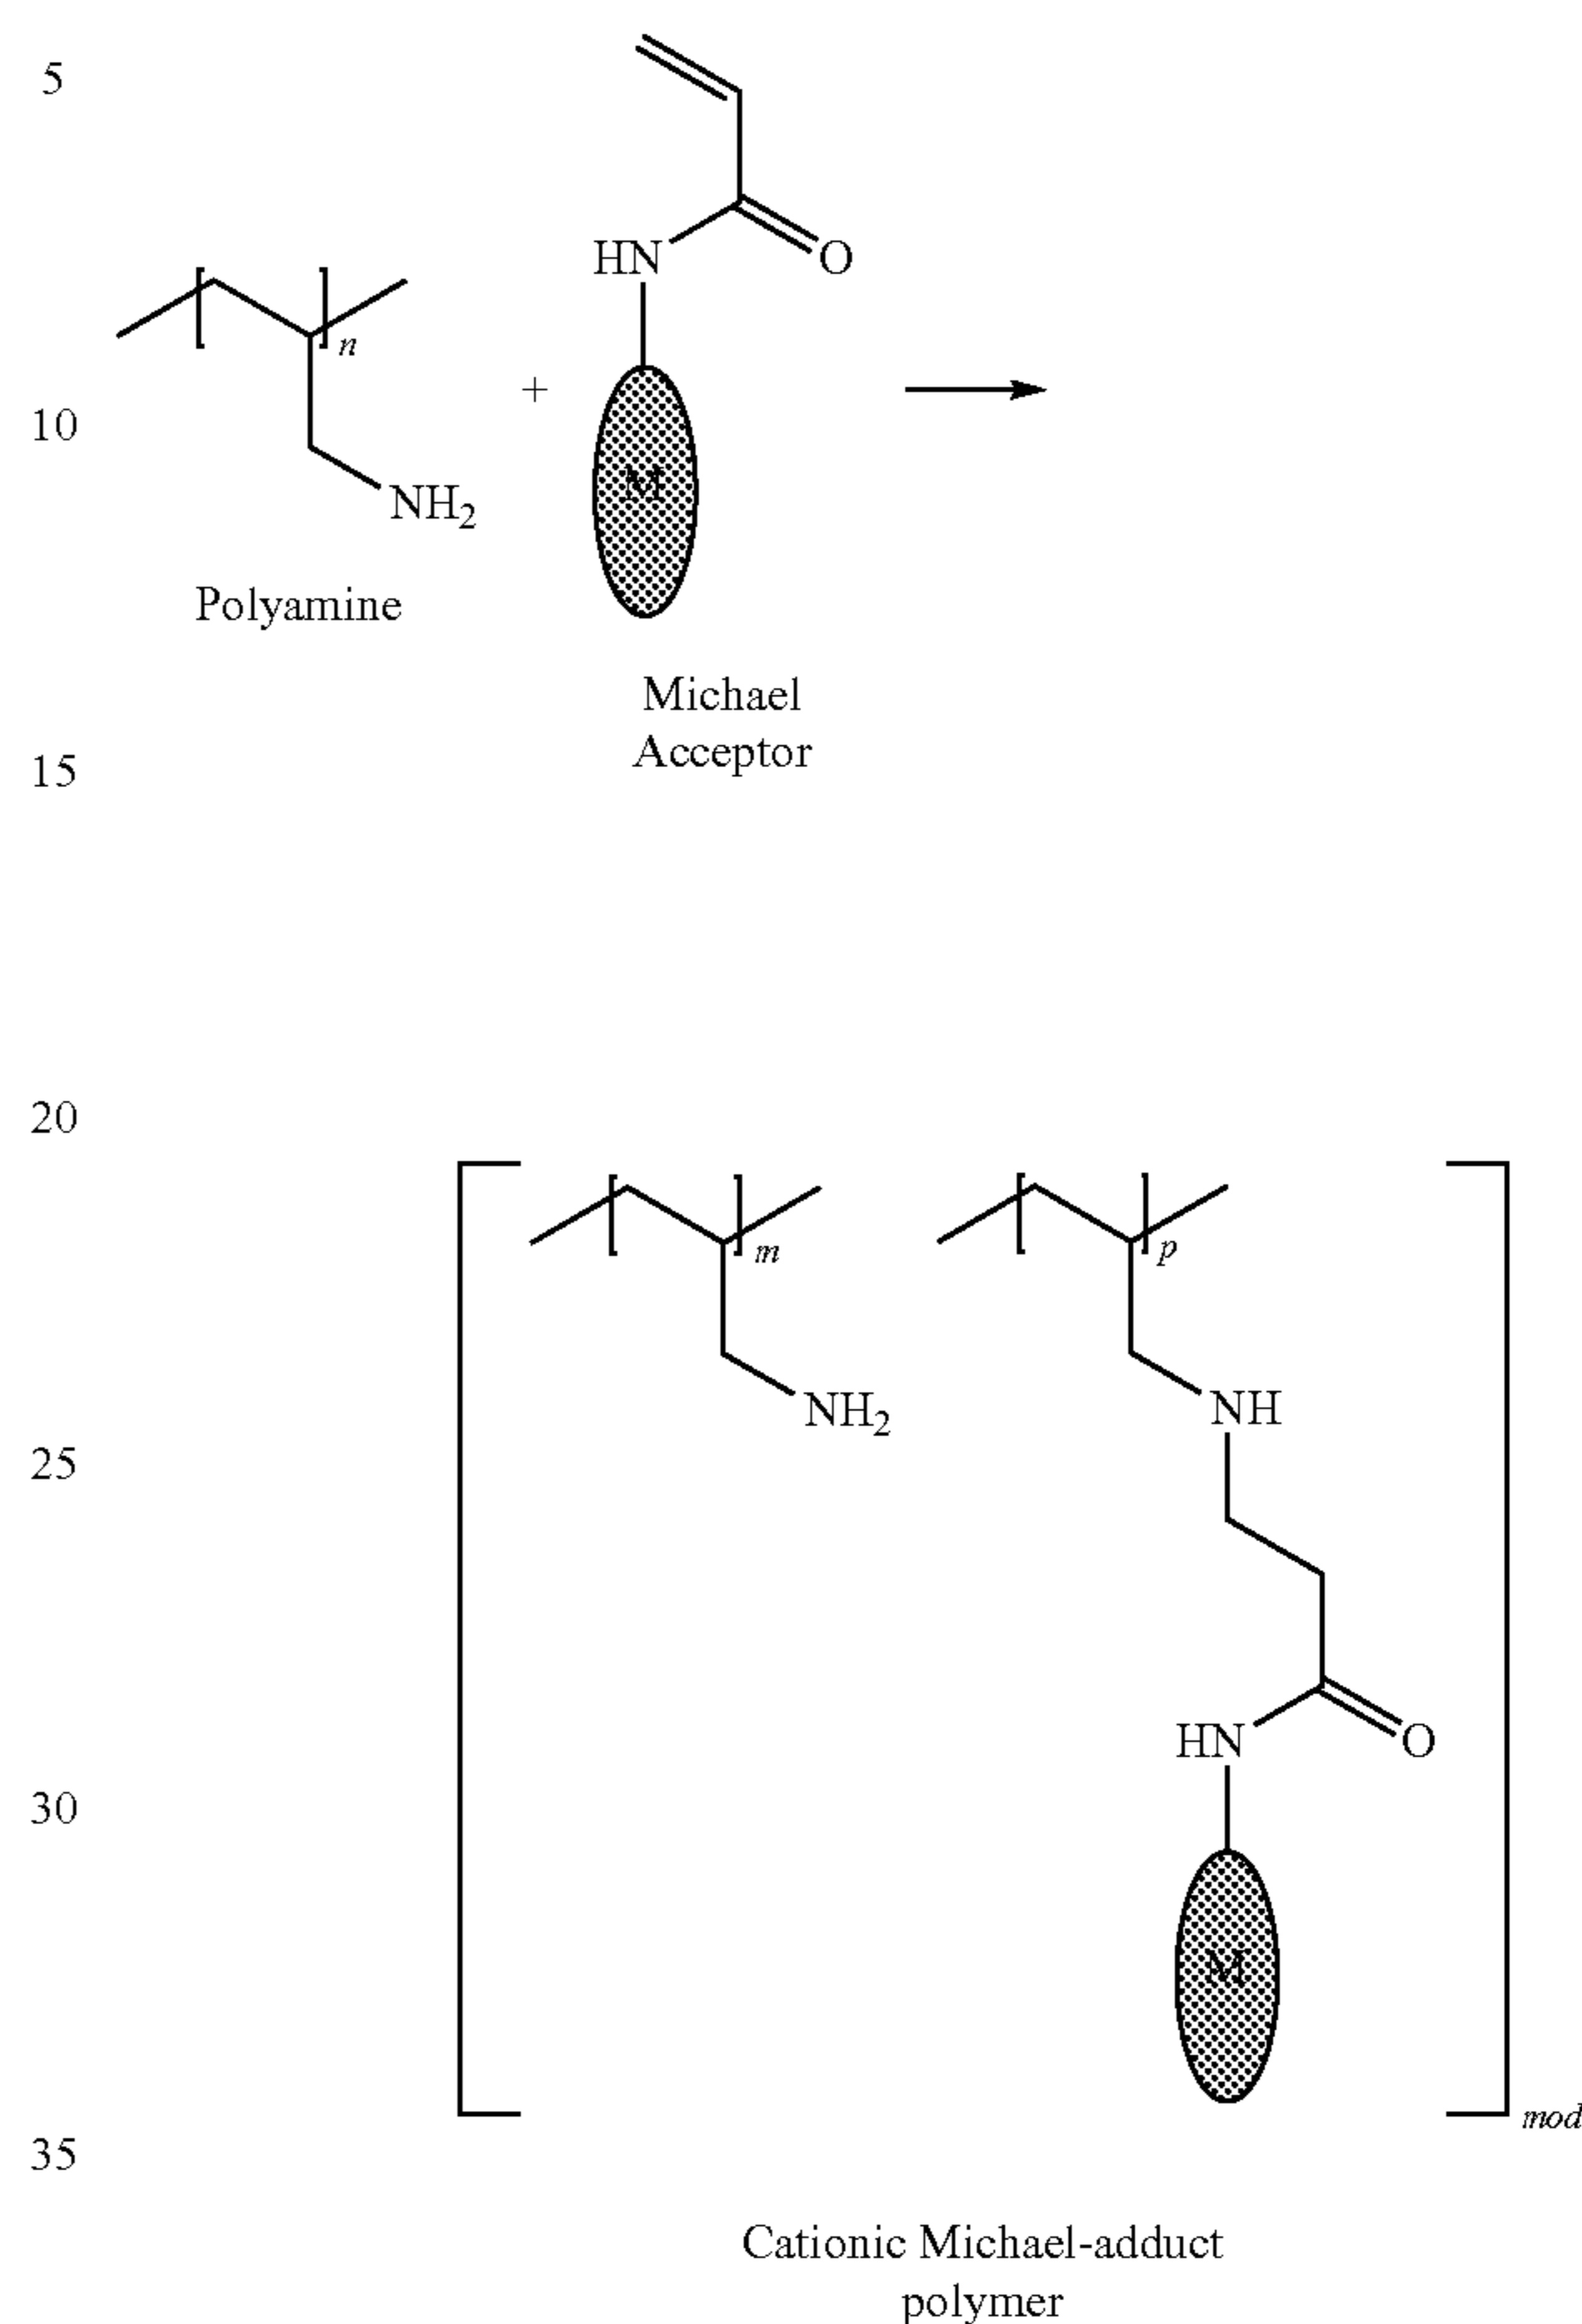 5
HN
O
n
10
+
M
NH2
Polyamine
Michael
Acceptor
15
20
m
p
NH2
NH
25
HN
O
30
M
mod
35
Cationic Michael-adduct
polymer